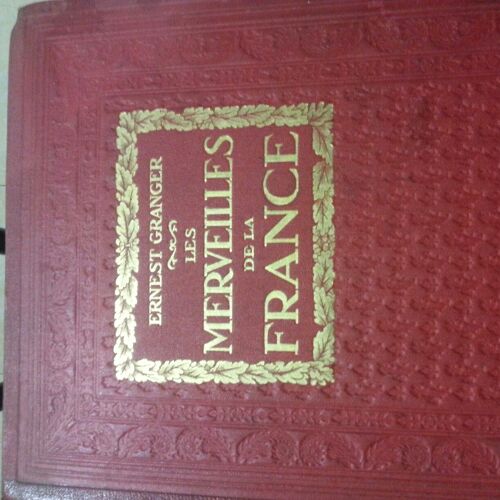 ERNEST GRANGER
LES
MERVEILLES
DE LA
FRANCE